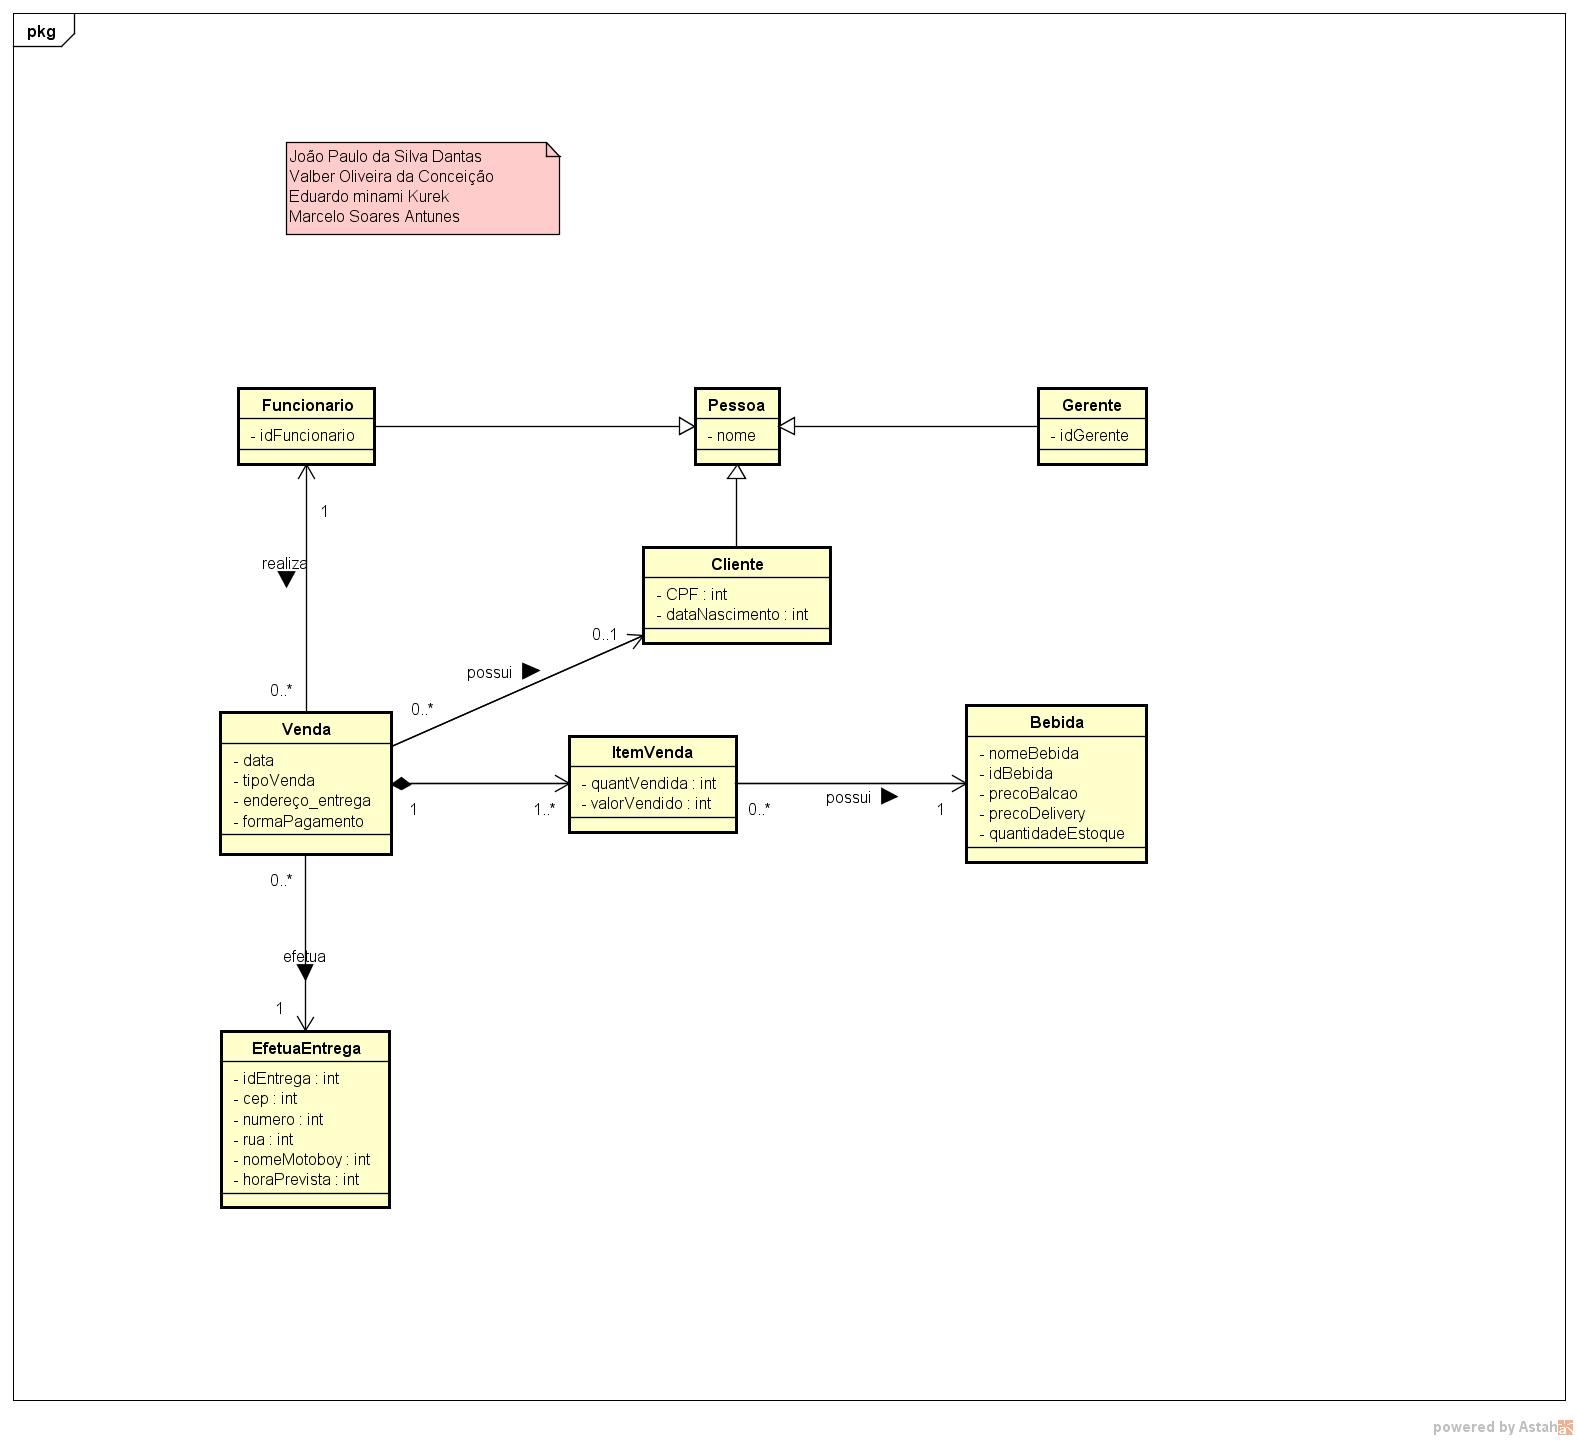 pkg
João Paulo da Silva Dantas
Valber Oliveira da Conceição
Eduardo minami Kurek
Marcelo Soares Antunes
Funcionario
- idFuncionario
Pessoa
- nome
Gerente
- idGerente
1
realiza
0..*
Cliente
- CPF : int
- dataNascimento : int
0..1
possui
0..*
Venda
- data
- tipoVenda
- endereço_entrega
- formaPagamento
1
1..*
ItemVenda
- quantVendida : int
- valorVendido : int
0..*
possui
1
Bebida
- nomeBebida
- idBebida
- precoBalcao
- precoDelivery
- quantidadeEstoque
0..*
efetua
1
EfetuaEntrega
- idEntrega : int
- cep : int
- numero : int
- rua : int
- nomeMotoboy : int
- horaPrevista : int
powered by Astah